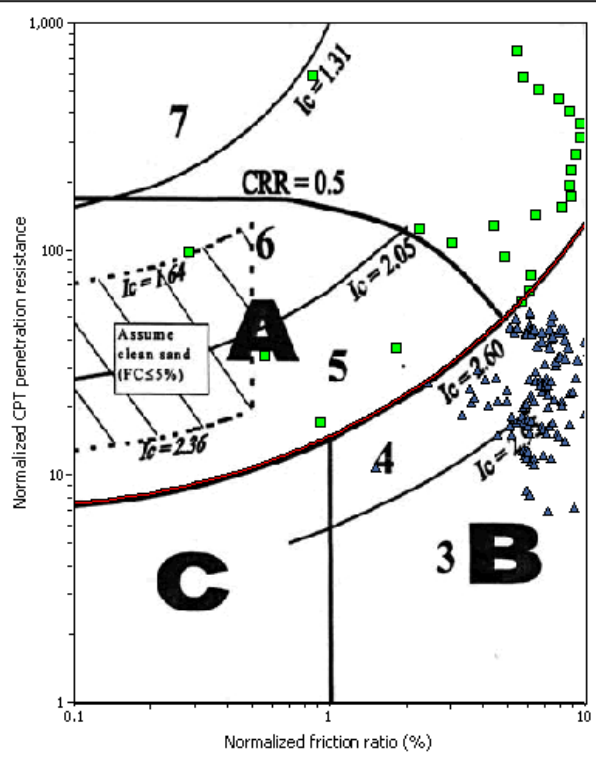 1,000
7
Ic = 1.31
CRR = 0.5
100
6
Ic = 1.64
Ic = 2.05
Assume
clean sand
(FC≤5%)
A
5
Ic = 2.60
Ic = 2.36
10
4
C
3
B
1
0.1
1
10
Normalized CPT penetration resistance
Normalized friction ratio (%)